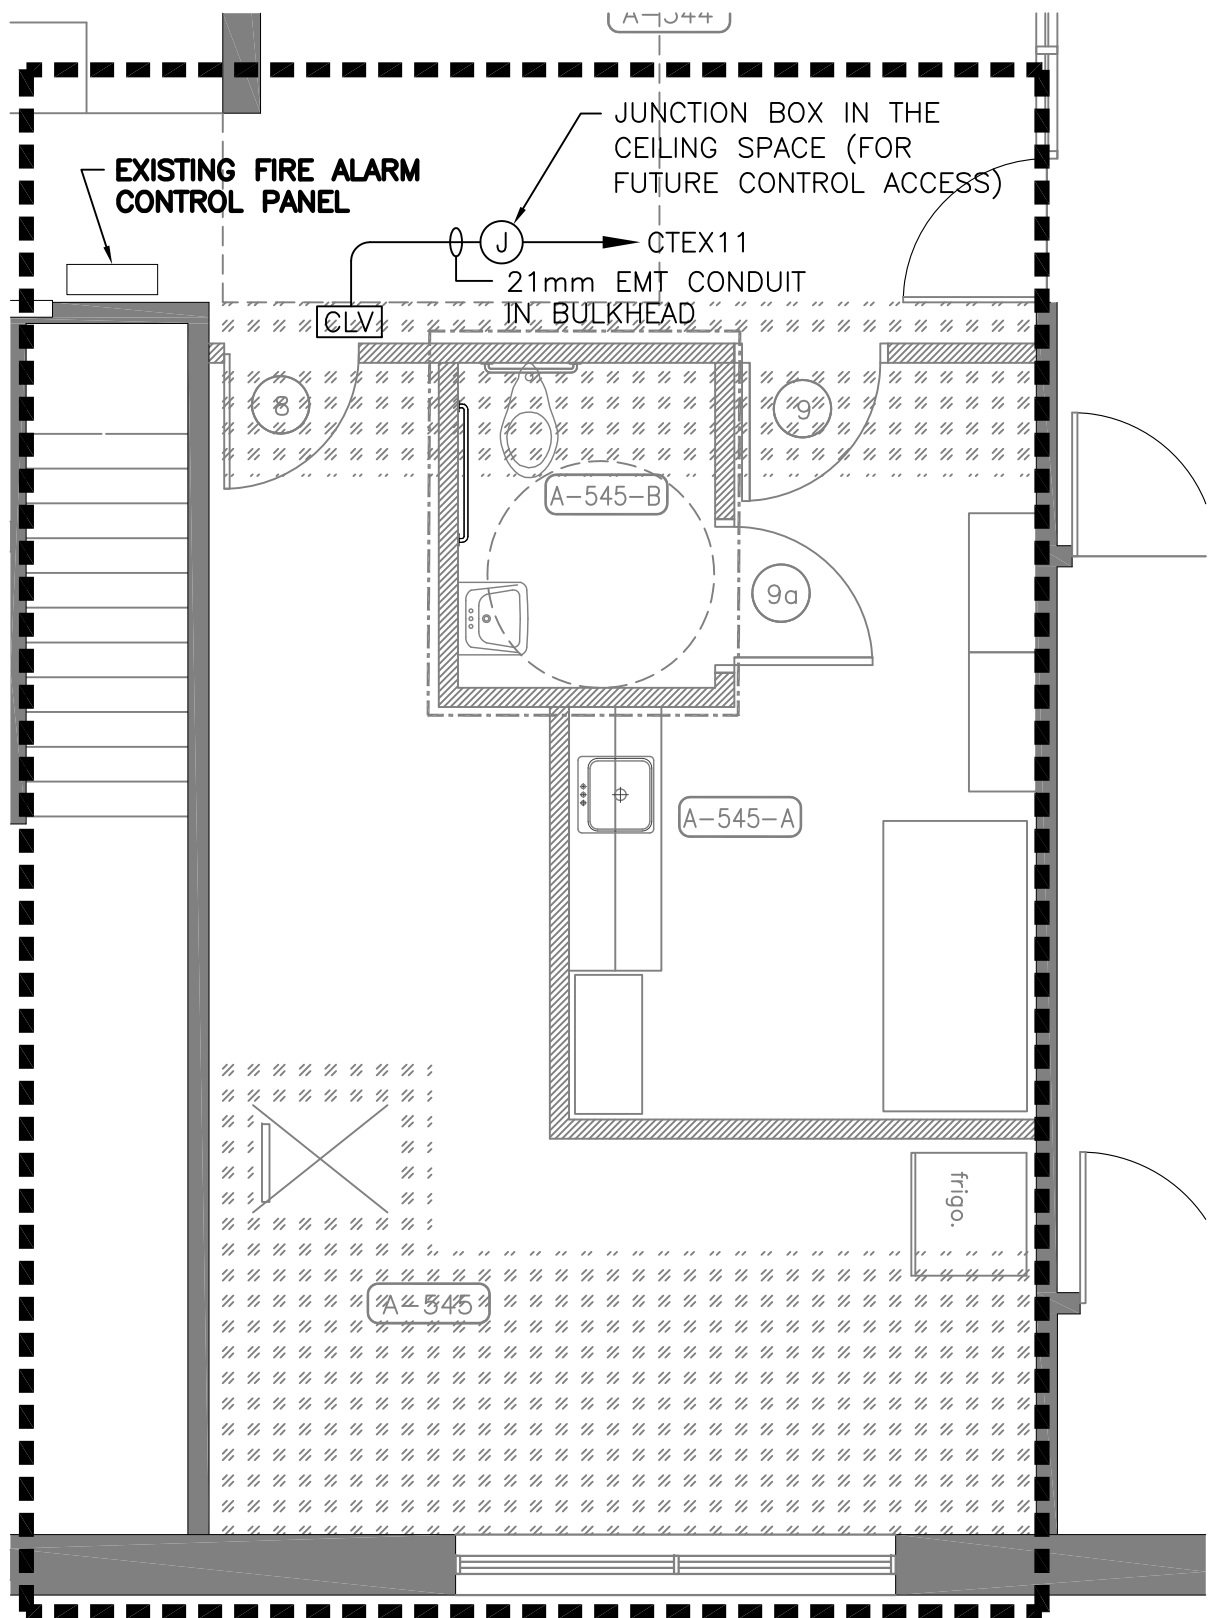 A-544
JUNCTION BOX IN THE
CEILING SPACE (FOR
FUTURE CONTROL ACCESS)
EXISTING FIRE ALARM
CONTROL PANEL
J
CTEX11
21mm EMT CONDUIT
IN BULKHEAD
CLV
8
9
A-545-B
9a
A-545-A
frigo.
A-545